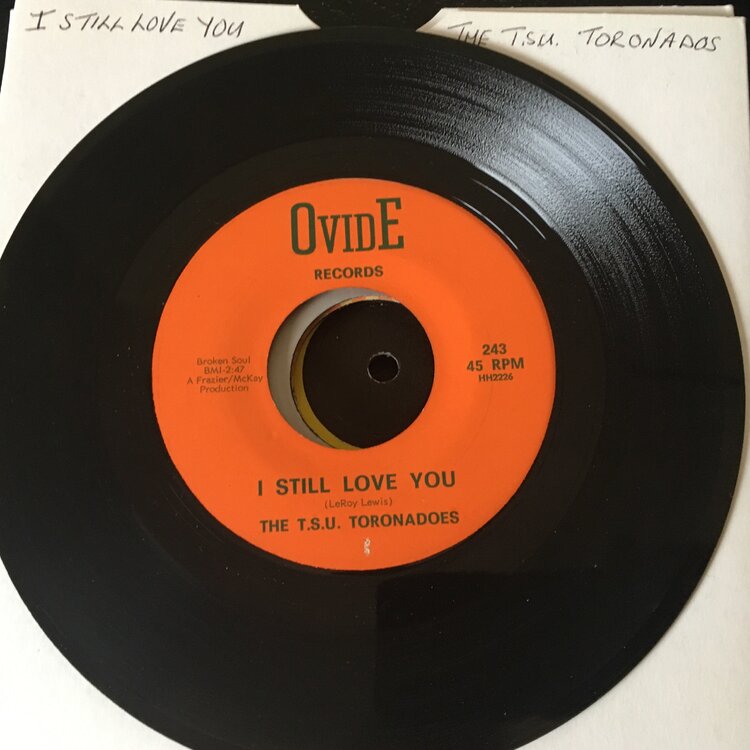 I STILL LOVE YOU
THE T.S.U. TORONADOS
OVIDE
RECORDS
Broken Soul
BMI-2:47
A Frazier/McKay
Production
243
45 RPM
HH2226
I STILL LOVE YOU
(LeRoy Lewis)
THE T.S.U. TORONADOES